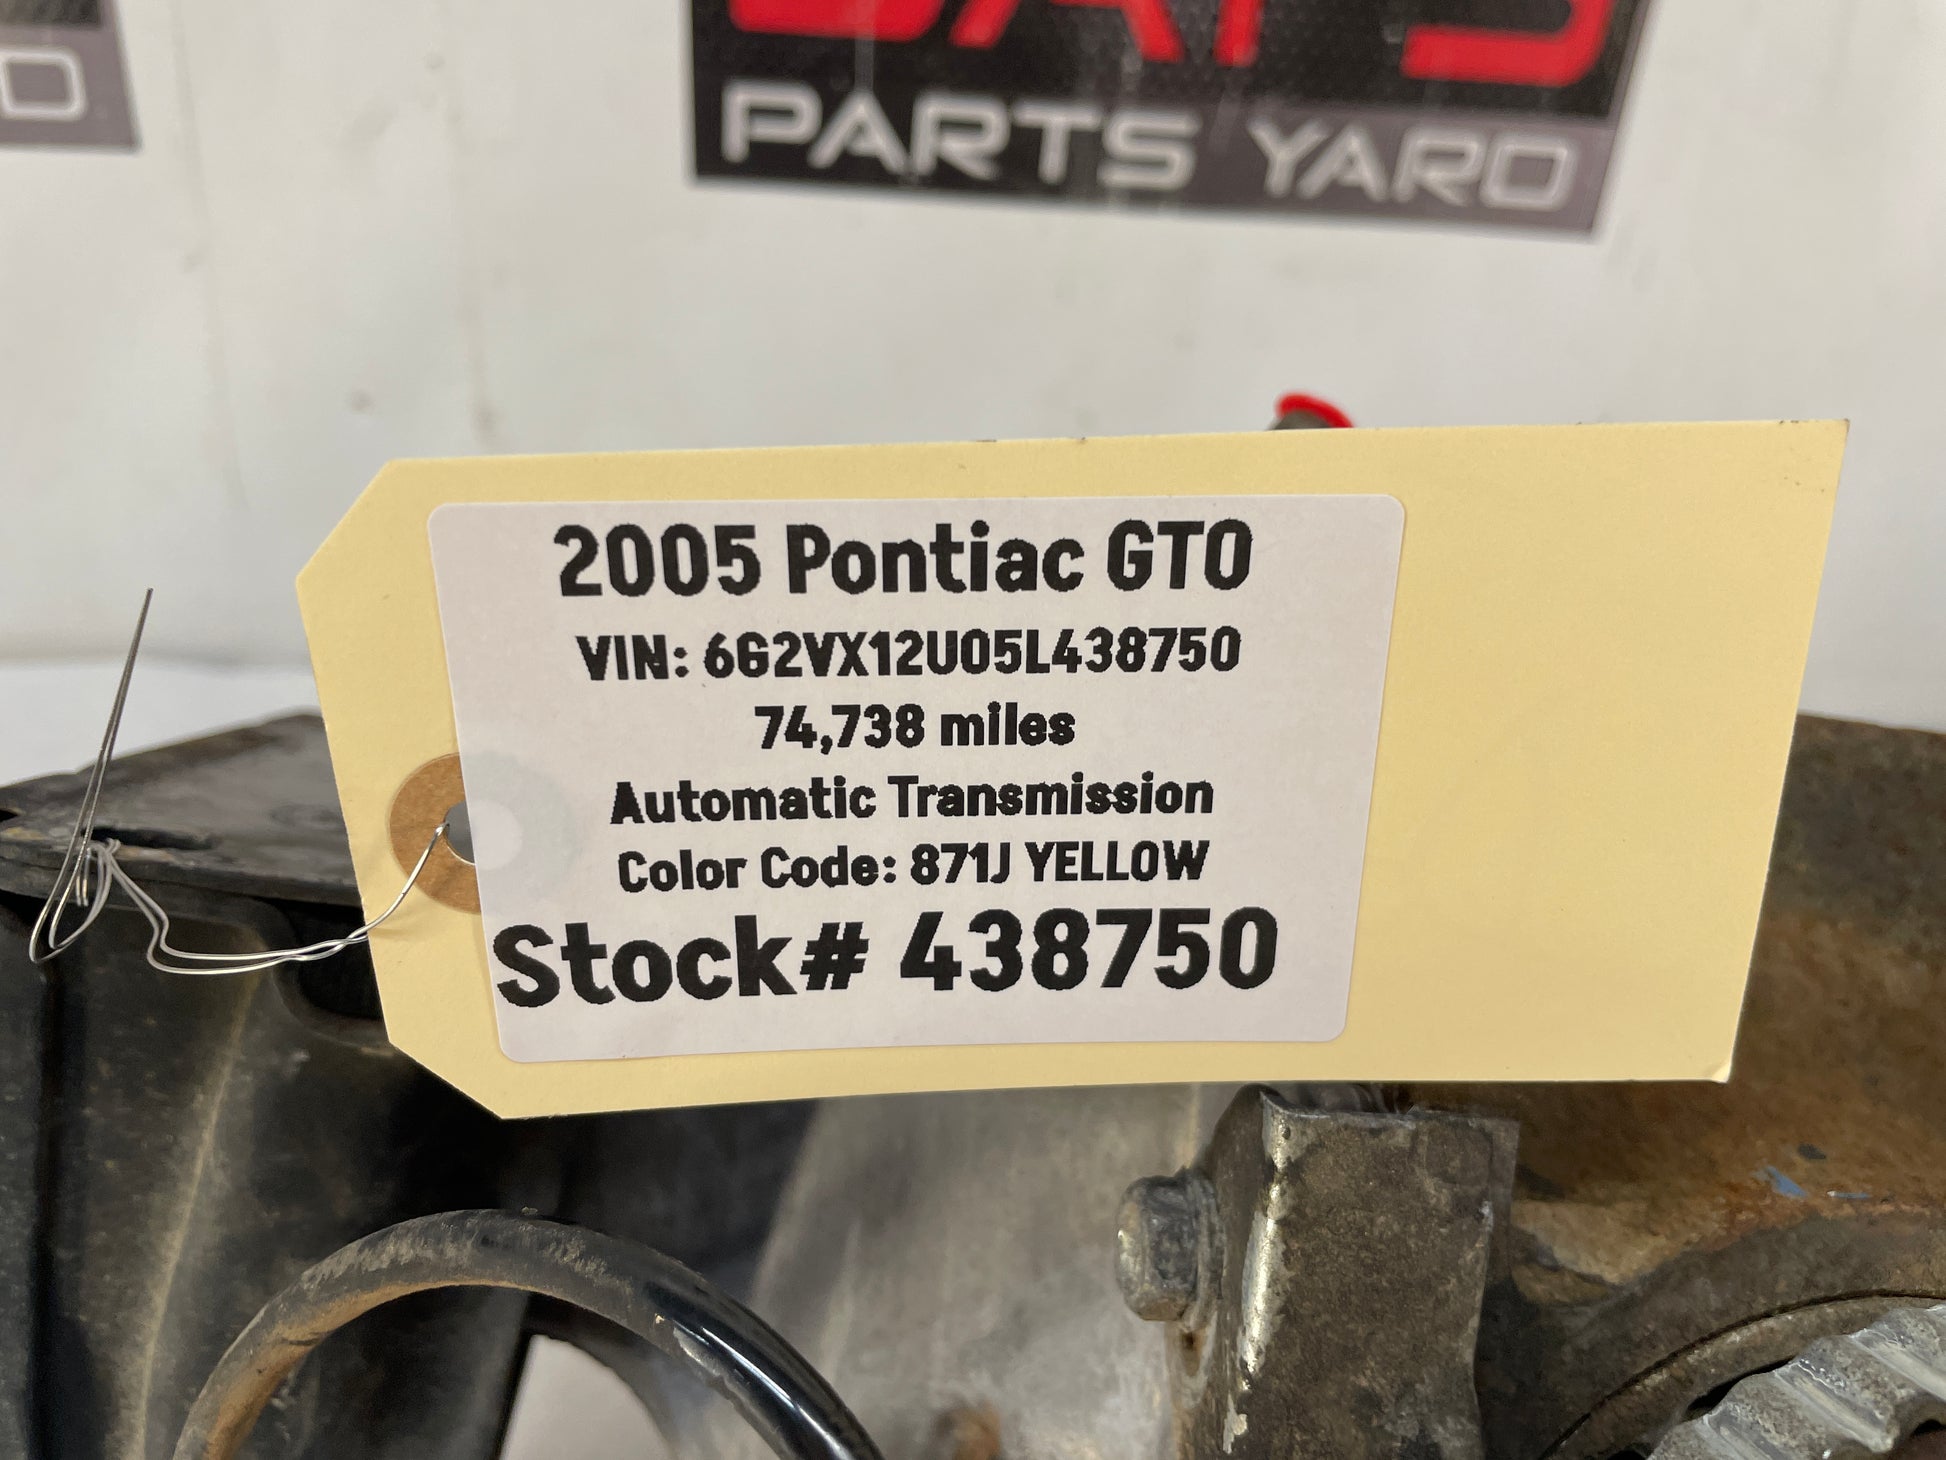 PARTS YARD
2005 Pontiac GTO
VIN: 6G2VX12U05L438750
74,738 miles
Automatic Transmission
Color Code: 871J YELLOW
Stock# 438750